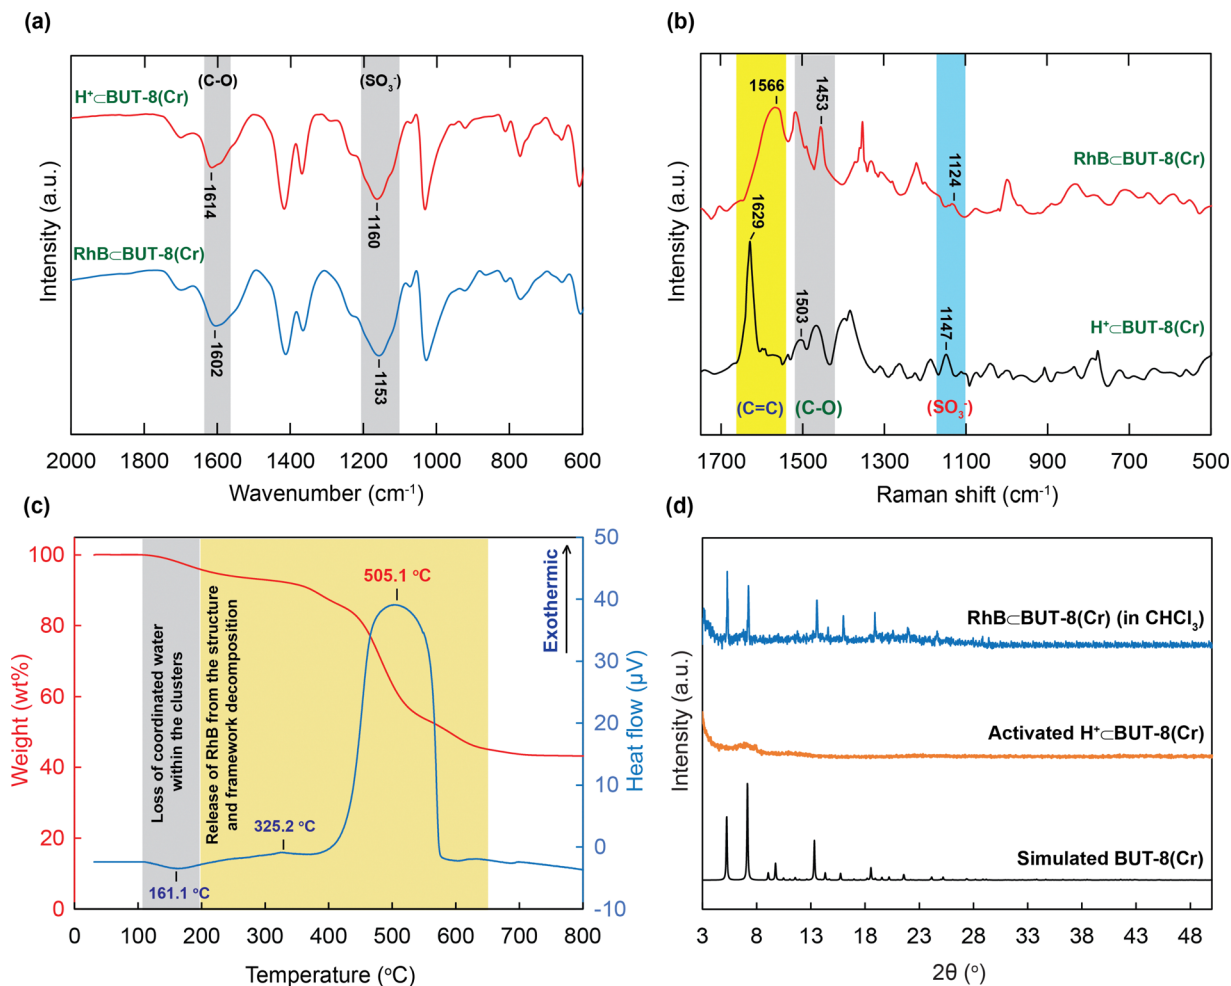 (a)
(C-O)
(SO₃⁻)
H⁺⊂BUT-8(Cr)
1614
1160
RhB⊂BUT-8(Cr)
1602
1153
Intensity (a.u.)
2000 1800 1600 1400 1200 1000 800 600
Wavenumber (cm⁻¹)
(b)
1566
1453
RhB⊂BUT-8(Cr)
1124
1629
1503
1147
H⁺⊂BUT-8(Cr)
(C=C)
(C-O)
(SO₃⁻)
Intensity (a.u.)
1700 1500 1300 1100 900 700 500
Raman shift (cm⁻¹)
(c)
100
80
60
40
20
0
Weight (wt%)
Loss of coordinated water
within the clusters
Release of RhB from the structure
and framework decomposition
505.1 °C
325.2 °C
161.1 °C
Exothermic
50
40
30
20
10
0
-10
Heat flow (μV)
0 100 200 300 400 500 600 700 800
Temperature (°C)
(d)
RhB⊂BUT-8(Cr) (in CHCl₃)
Activated H⁺⊂BUT-8(Cr)
Simulated BUT-8(Cr)
Intensity (a.u.)
3 8 13 18 23 28 33 38 43 48
2θ (°)